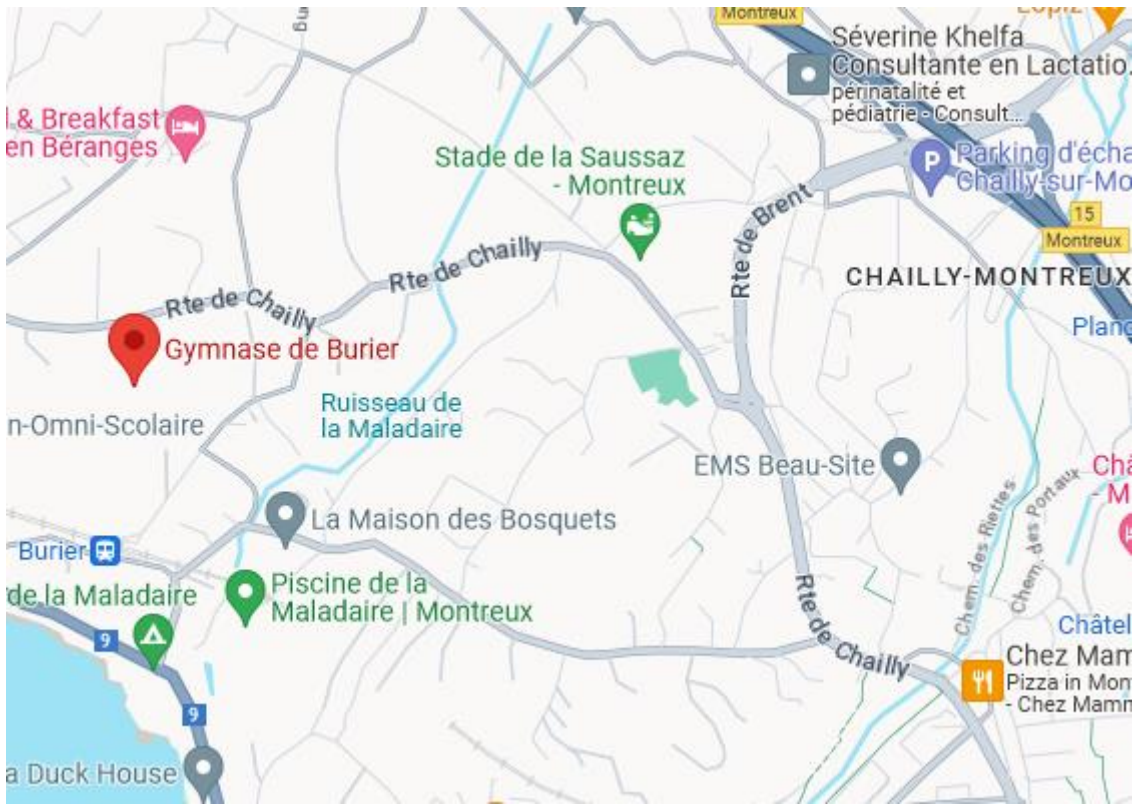 Montreux
Lopiz
Séverine Khelfa
Consultante en Lactatio...
périnatalité et
pédiatrie - Consult...
l & Breakfast
en Béranges
Stade de la Saussaz
- Montreux
Parking d'écha
Chailly-sur-Mo
Rte de Brent
15
Montreux
Rte de Chailly
CHAILLY-MONTREUX
Rte de Chailly
Plang
Gymnase de Burier
n-Omni-Scolaire
Ruisseau de
la Maladaire
EMS Beau-Site
Châ
- M
La Maison des Bosquets
Chem. des Riettes
Chem. des Portaux
Burier
de la Maladaire
Piscine de la
Maladaire | Montreux
9
Rte de Chailly
Châtel
Chez Mam
Pizza in Mon
- Chez Mamm
9
a Duck House